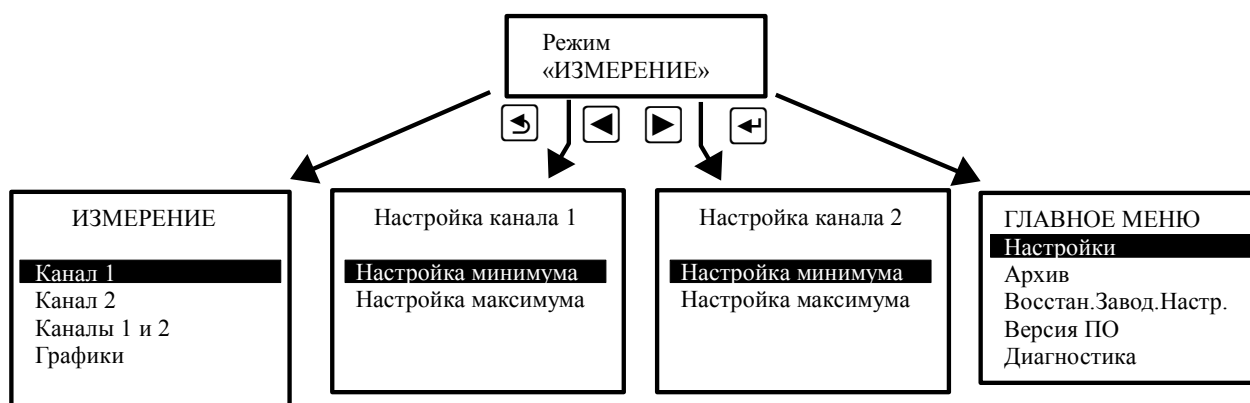 Режим
«ИЗМЕРЕНИЕ»
ИЗМЕРЕНИЕ
Канал 1
Канал 2
Каналы 1 и 2
Графики
Настройка канала 1
Настройка минимума
Настройка максимума
Настройка канала 2
Настройка минимума
Настройка максимума
ГЛАВНОЕ МЕНЮ
Настройки
Архив
Восстан.Завод.Настр.
Версия ПО
Диагностика